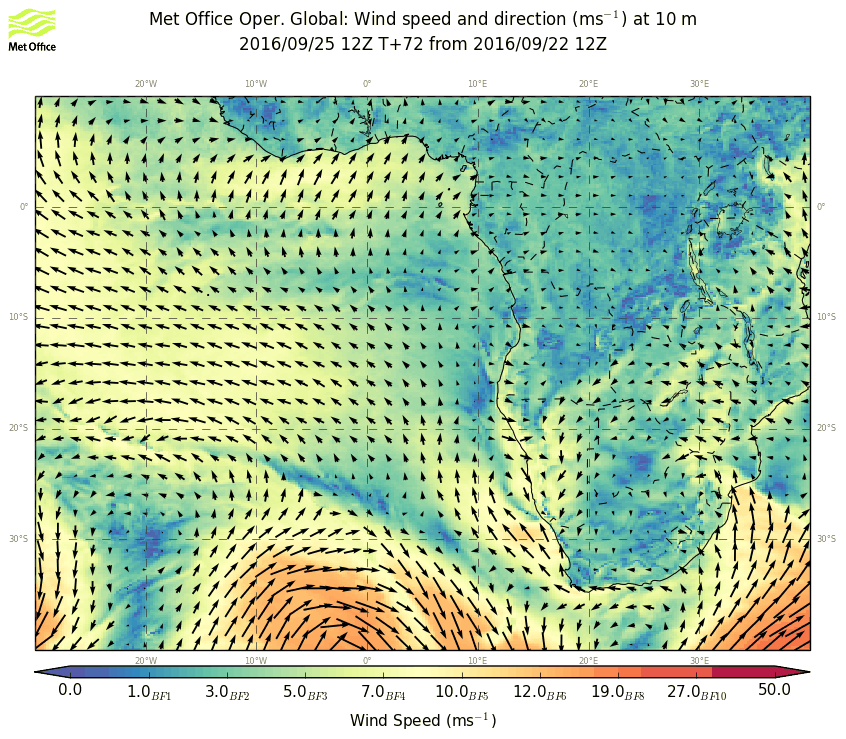 Met Office
Met Office Oper. Global: Wind speed and direction (ms⁻¹) at 10 m
2016/09/25 12Z T+72 from 2016/09/22 12Z
20°W 10°W 0° 10°E 20°E 30°E
0° 0°
10°S 10°S
20°S 20°S
30°S 30°S
20°W 10°W 0° 10°E 20°E 30°E
0.0 1.0BF1 3.0BF2 5.0BF3 7.0BF4 10.0BF5 12.0BF6 19.0BF8 27.0BF10 50.0
Wind Speed (ms⁻¹)